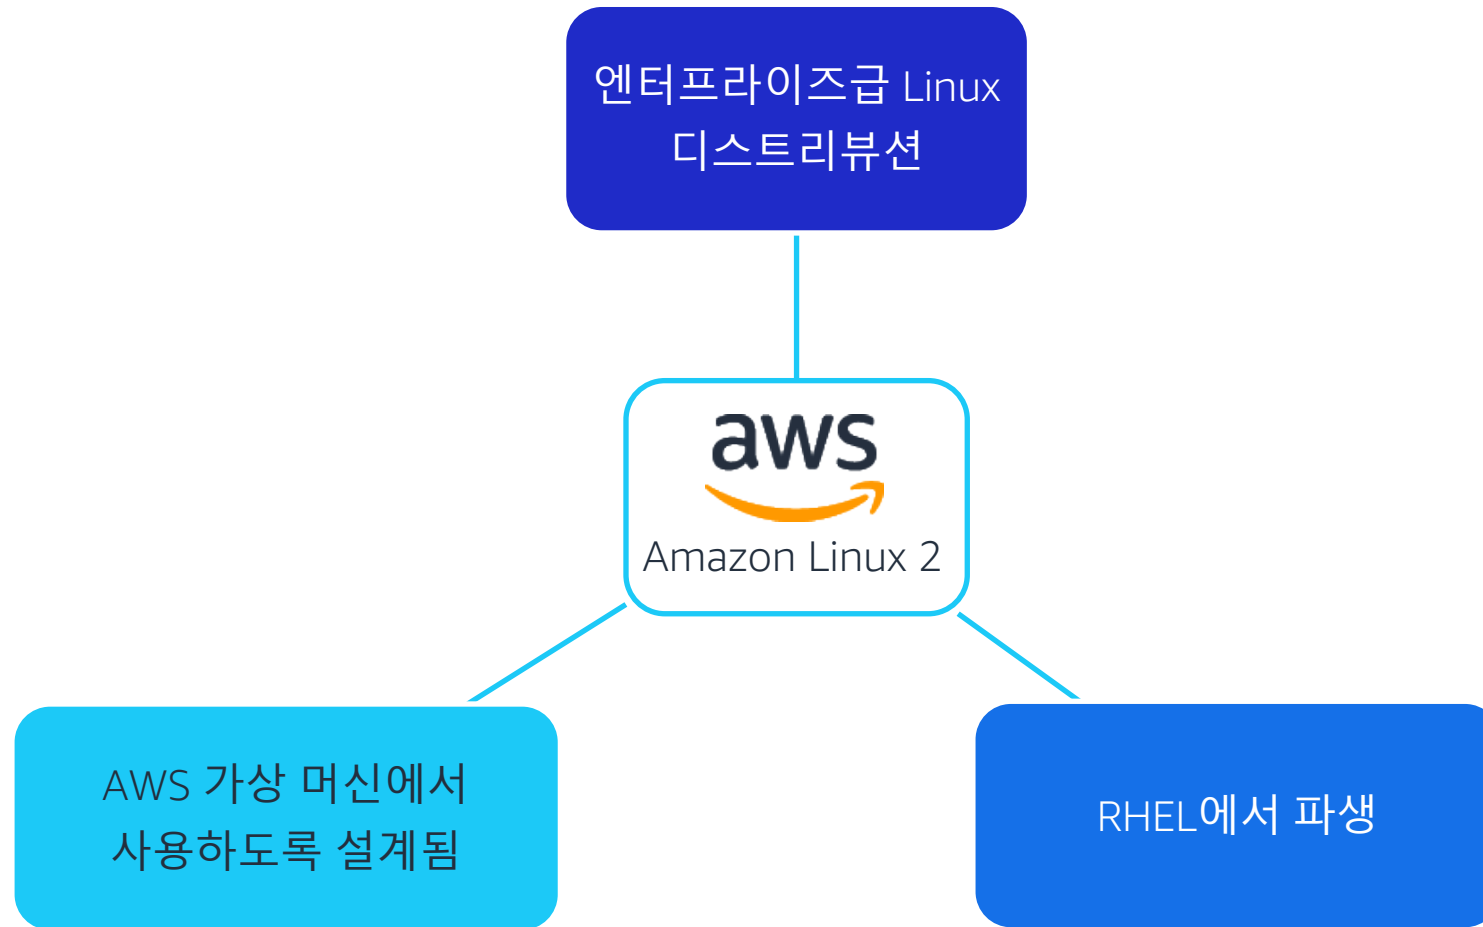 엔터프라이즈급 Linux
디스트리뷰션
aws
Amazon Linux 2
AWS 가상 머신에서
사용하도록 설계됨
RHEL에서 파생